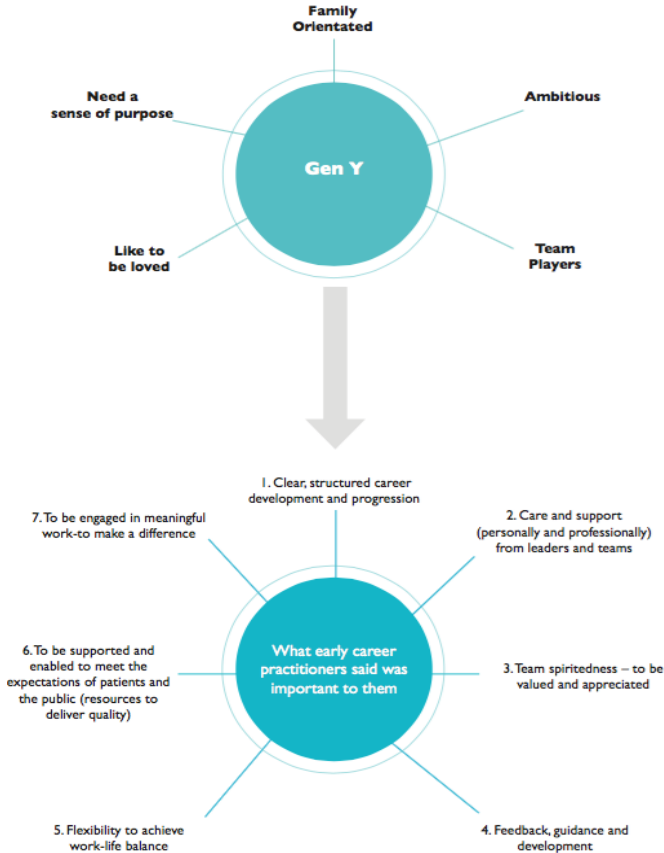 Family
Orientated
Need a
sense of purpose
Ambitious
Gen Y
Like to
be loved
Team
Players
1. Clear, structured career
development and progression
7. To be engaged in meaningful
work-to make a difference
2. Care and support
(personally and professionally)
from leaders and teams
What early career
practitioners said was
important to them
6. To be supported and
enabled to meet the
expectations of patients and
the public (resources to
deliver quality)
3. Team spiritedness – to be
valued and appreciated
5. Flexibility to achieve
work-life balance
4. Feedback, guidance and
development